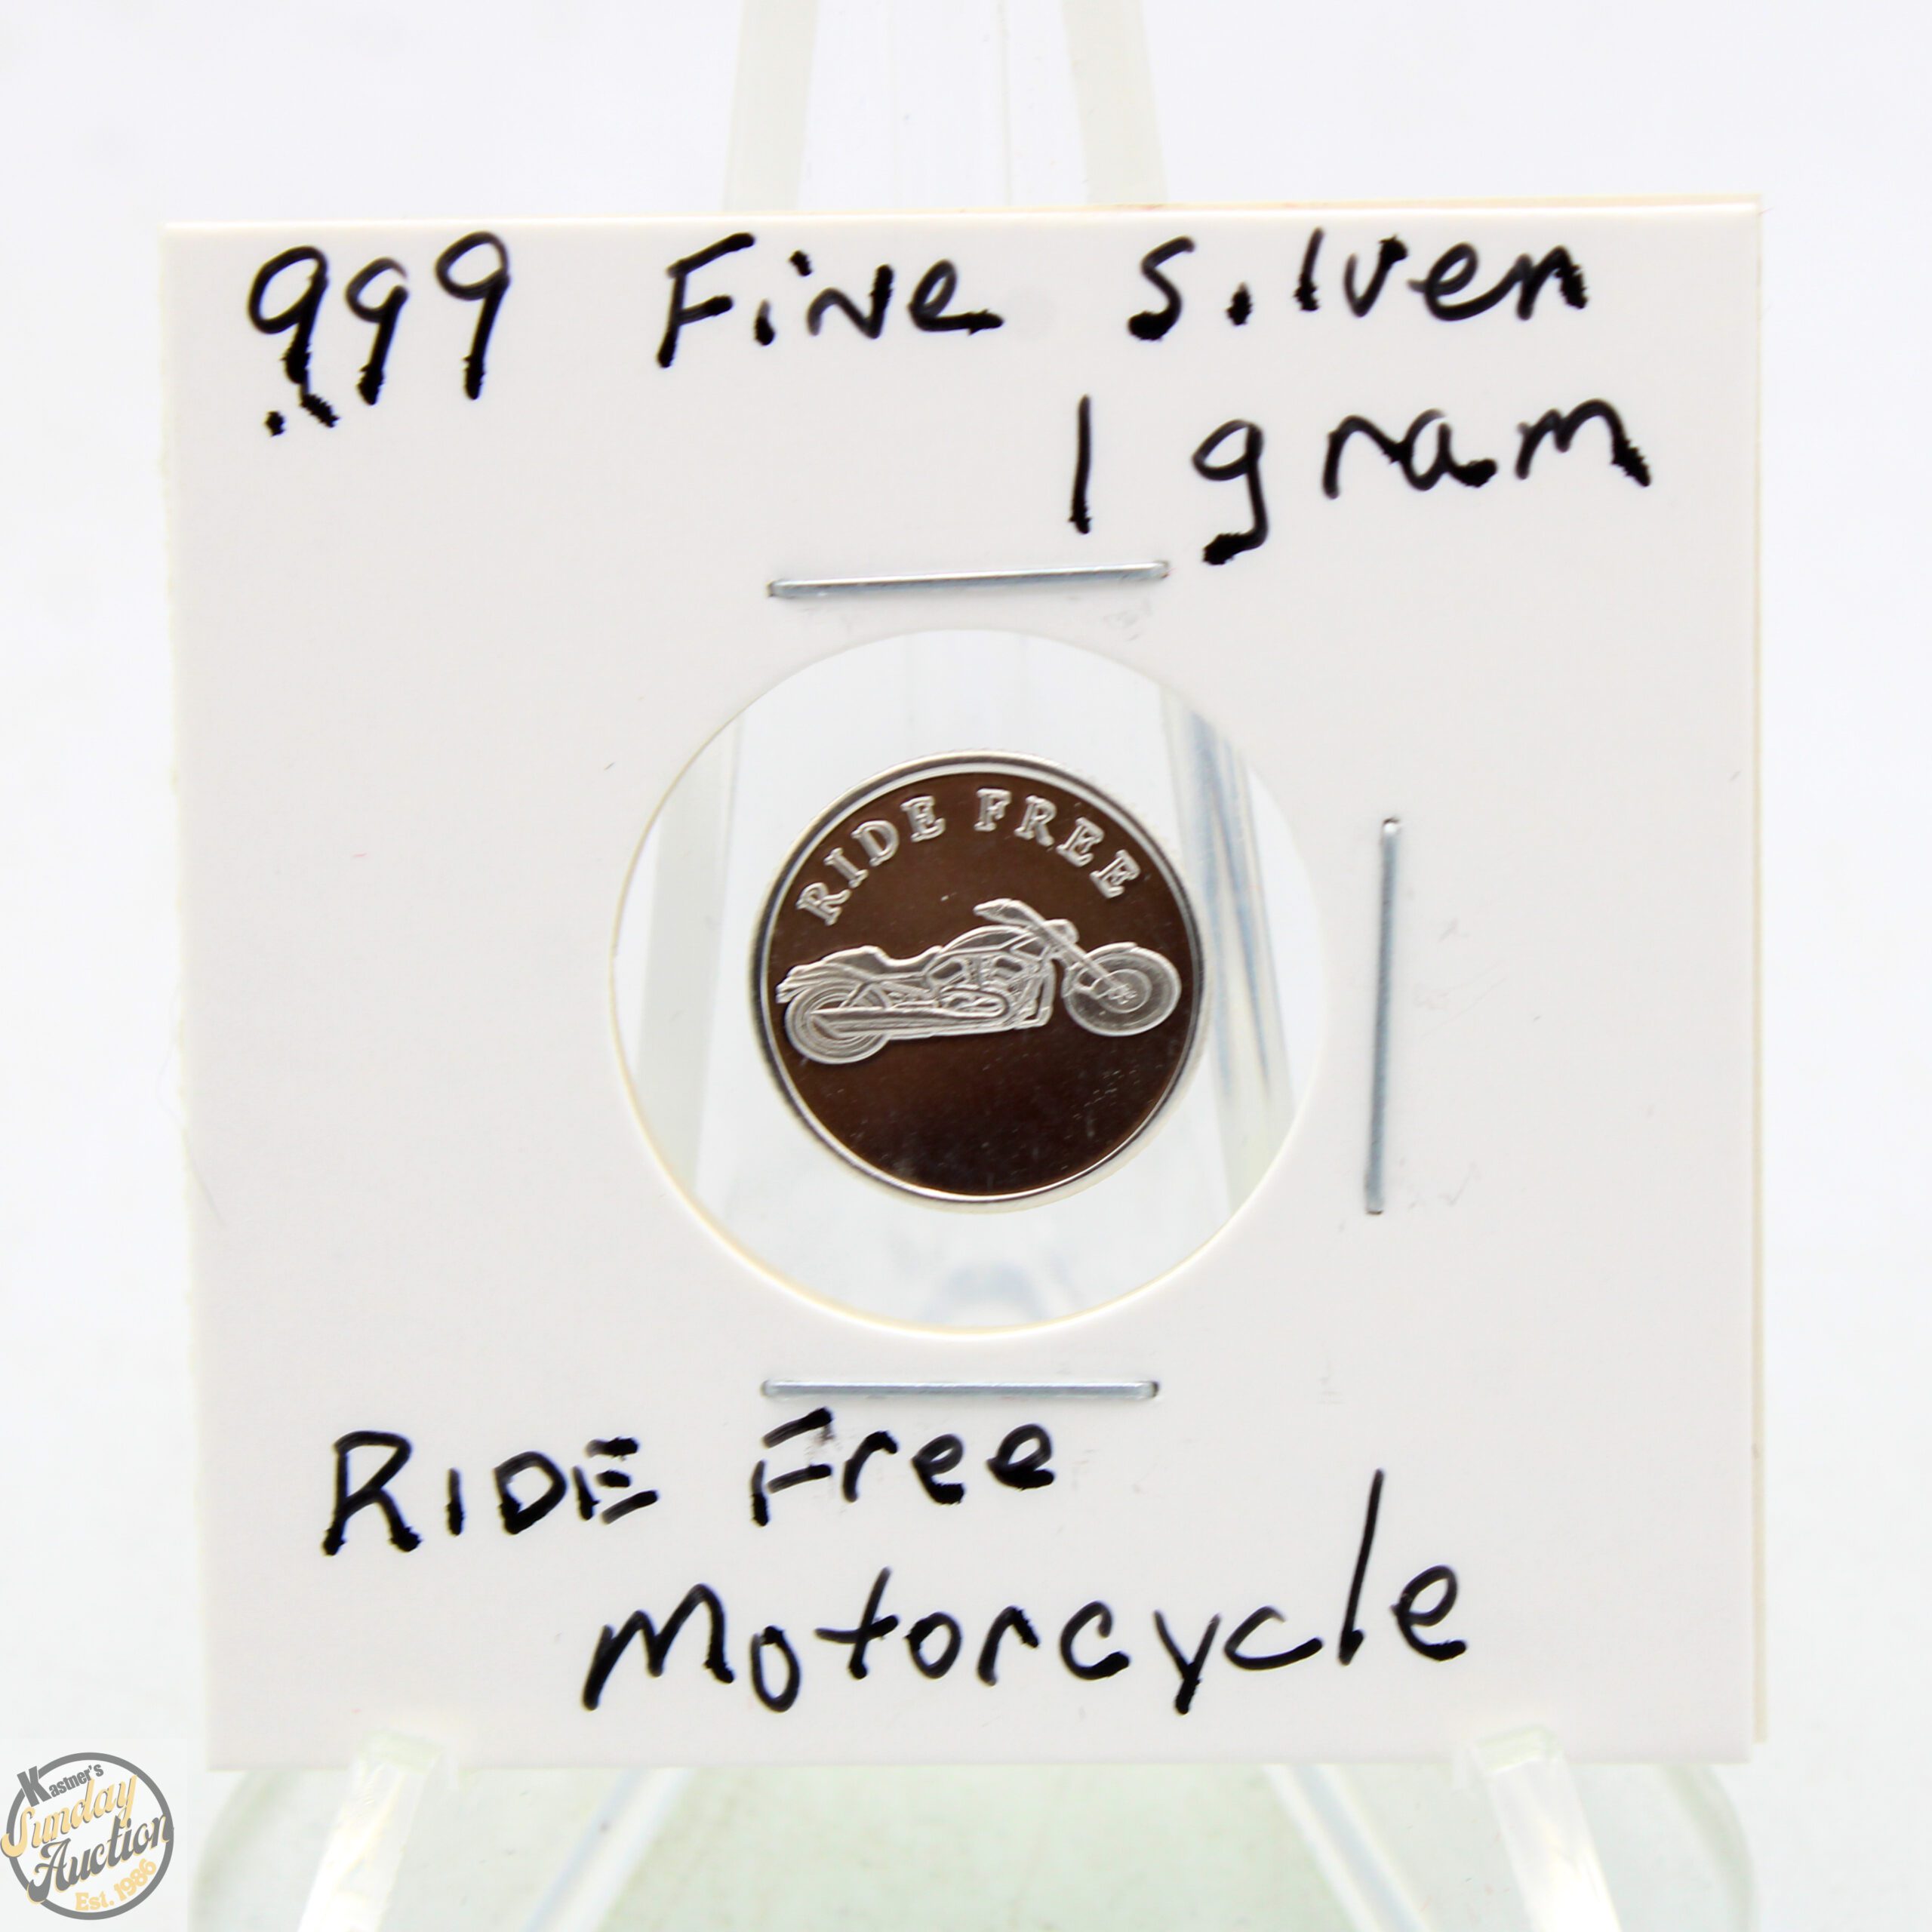 .999 Fine Silver
1 gram
RIDE FREE
RIDE Free
Motorcycle
Kastner's
Sunday
Auction
Est. 1986